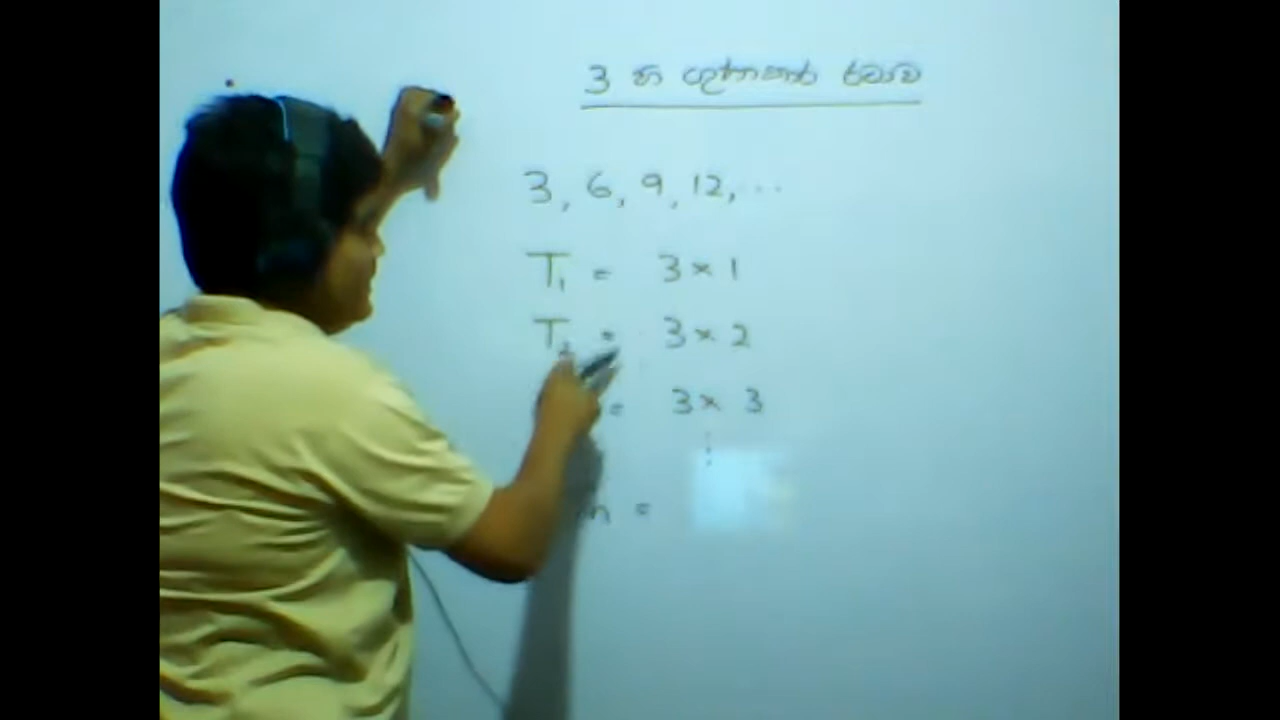 3 හි ගුණාකාර රටාව
3, 6, 9, 12, ...
T₁ = 3 × 1
T₂ = 3 × 2
= 3 × 3
n =